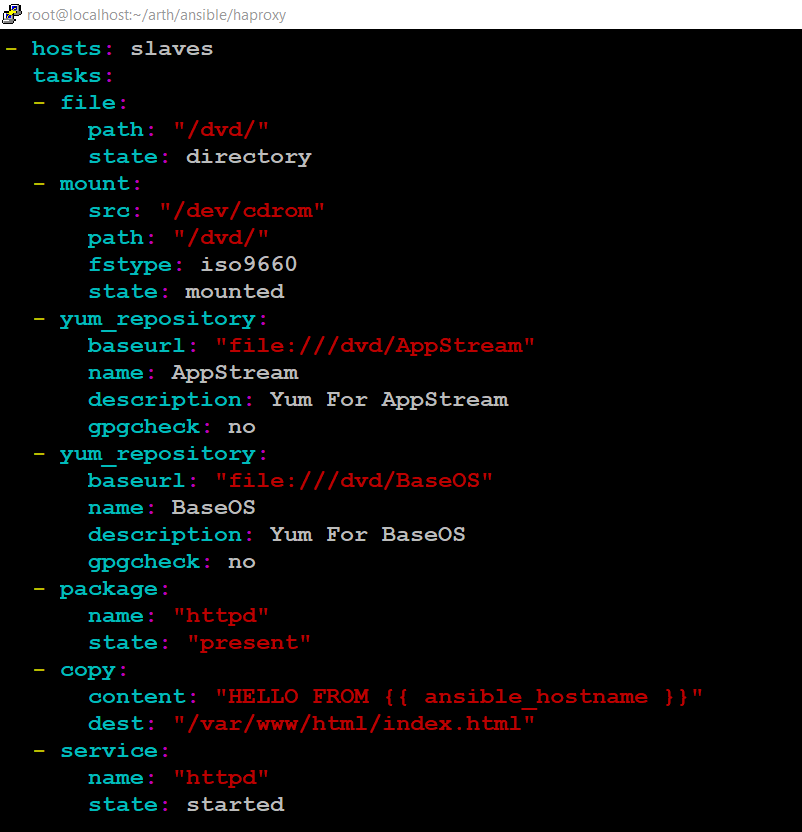 root@localhost:~/arth/ansible/haproxy
- hosts: slaves
  tasks:
  - file:
      path: "/dvd/"
      state: directory
  - mount:
      src: "/dev/cdrom"
      path: "/dvd/"
      fstype: iso9660
      state: mounted
  - yum_repository:
      baseurl: "file:///dvd/AppStream"
      name: AppStream
      description: Yum For AppStream
      gpgcheck: no
  - yum_repository:
      baseurl: "file:///dvd/BaseOS"
      name: BaseOS
      description: Yum For BaseOS
      gpgcheck: no
  - package:
      name: "httpd"
      state: "present"
  - copy:
      content: "HELLO FROM {{ ansible_hostname }}"
      dest: "/var/www/html/index.html"
  - service:
      name: "httpd"
      state: started